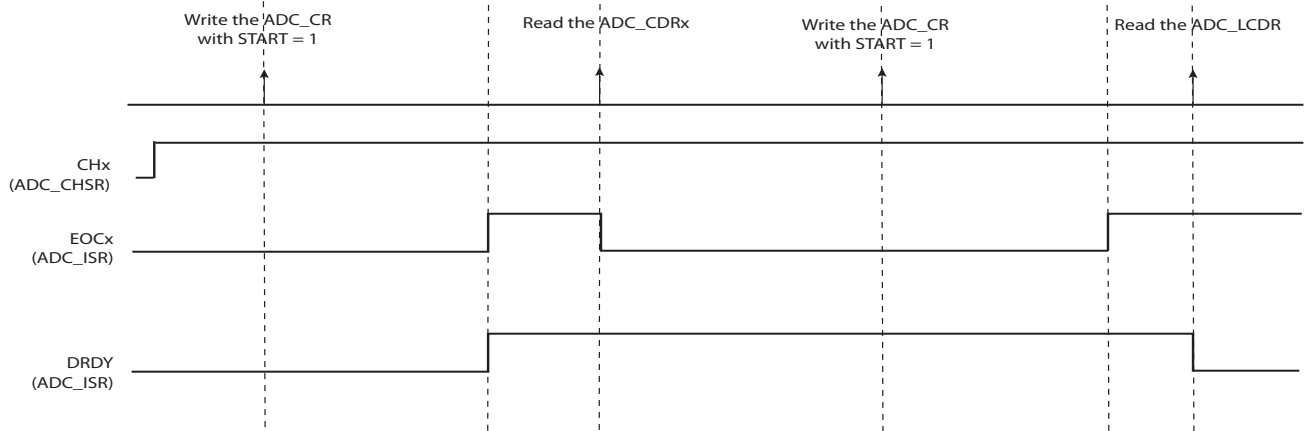 Write the ADC_CR
with START = 1
Read the ADC_CDRx
Write the ADC_CR
with START = 1
Read the ADC_LCDR
CHx
(ADC_CHSR)
EOCx
(ADC_ISR)
DRDY
(ADC_ISR)